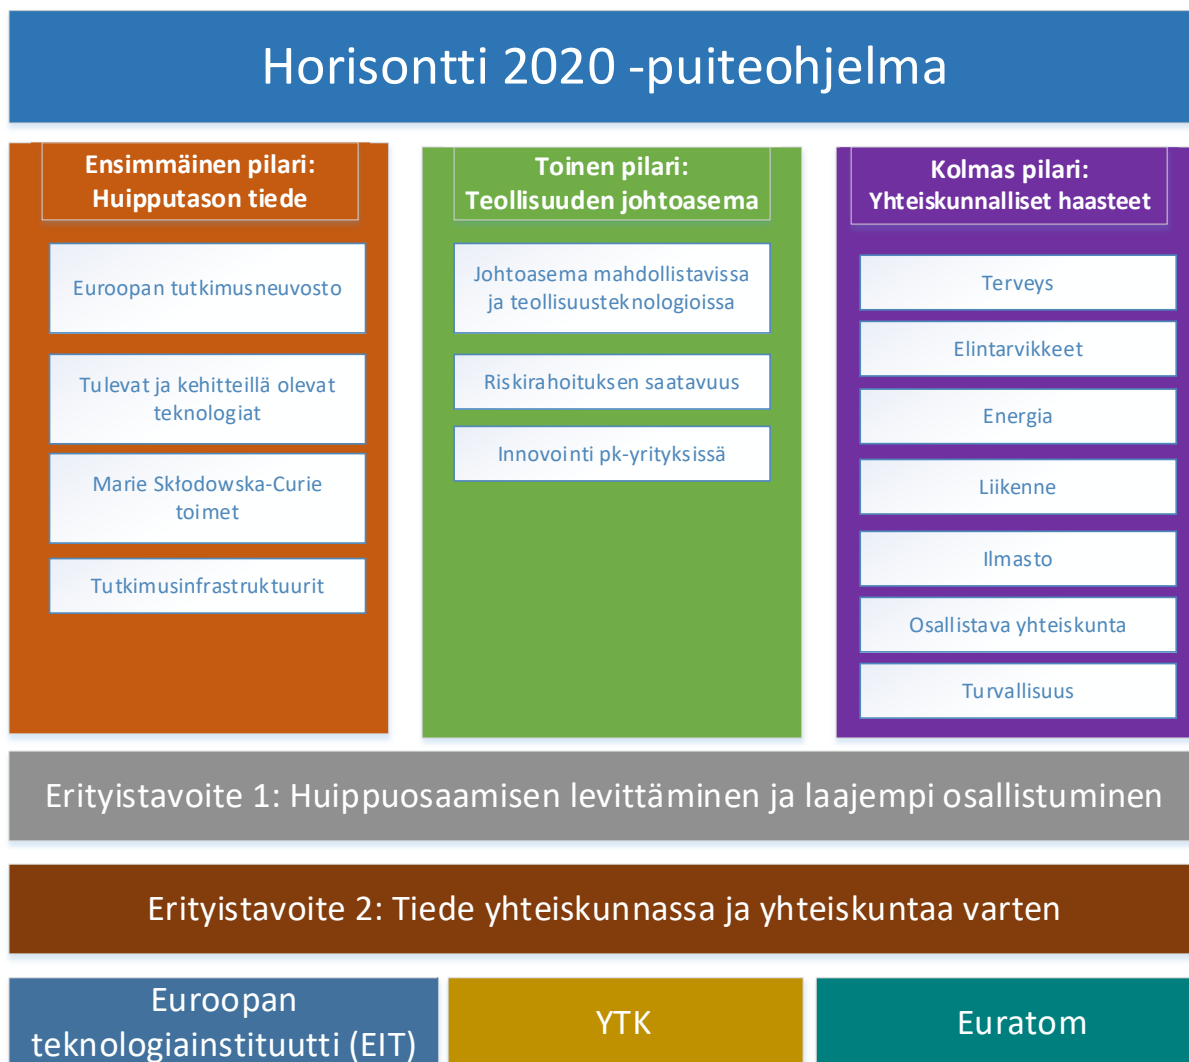 Horisontti 2020 -puiteohjelma
Ensimmäinen pilari:
Huipputason tiede
Euroopan tutkimusneuvosto
Tulevat ja kehitteillä olevat
teknologiat
Marie Skłodowska-Curie
toimet
Tutkimusinfrastruktuurit
Toinen pilari:
Teollisuuden johtoasema
Johtoasema mahdollistavissa
ja teollisuusteknologioissa
Riskirahoituksen saatavuus
Innovointi pk-yrityksissä
Kolmas pilari:
Yhteiskunnalliset haasteet
Terveys
Elintarvikkeet
Energia
Liikenne
Ilmasto
Osallistava yhteiskunta
Turvallisuus
Erityistavoite 1: Huippuosaamisen levittäminen ja laajempi osallistuminen
Erityistavoite 2: Tiede yhteiskunnassa ja yhteiskuntaa varten
Euroopan
teknologiainstituutti (EIT)
YTK
Euratom